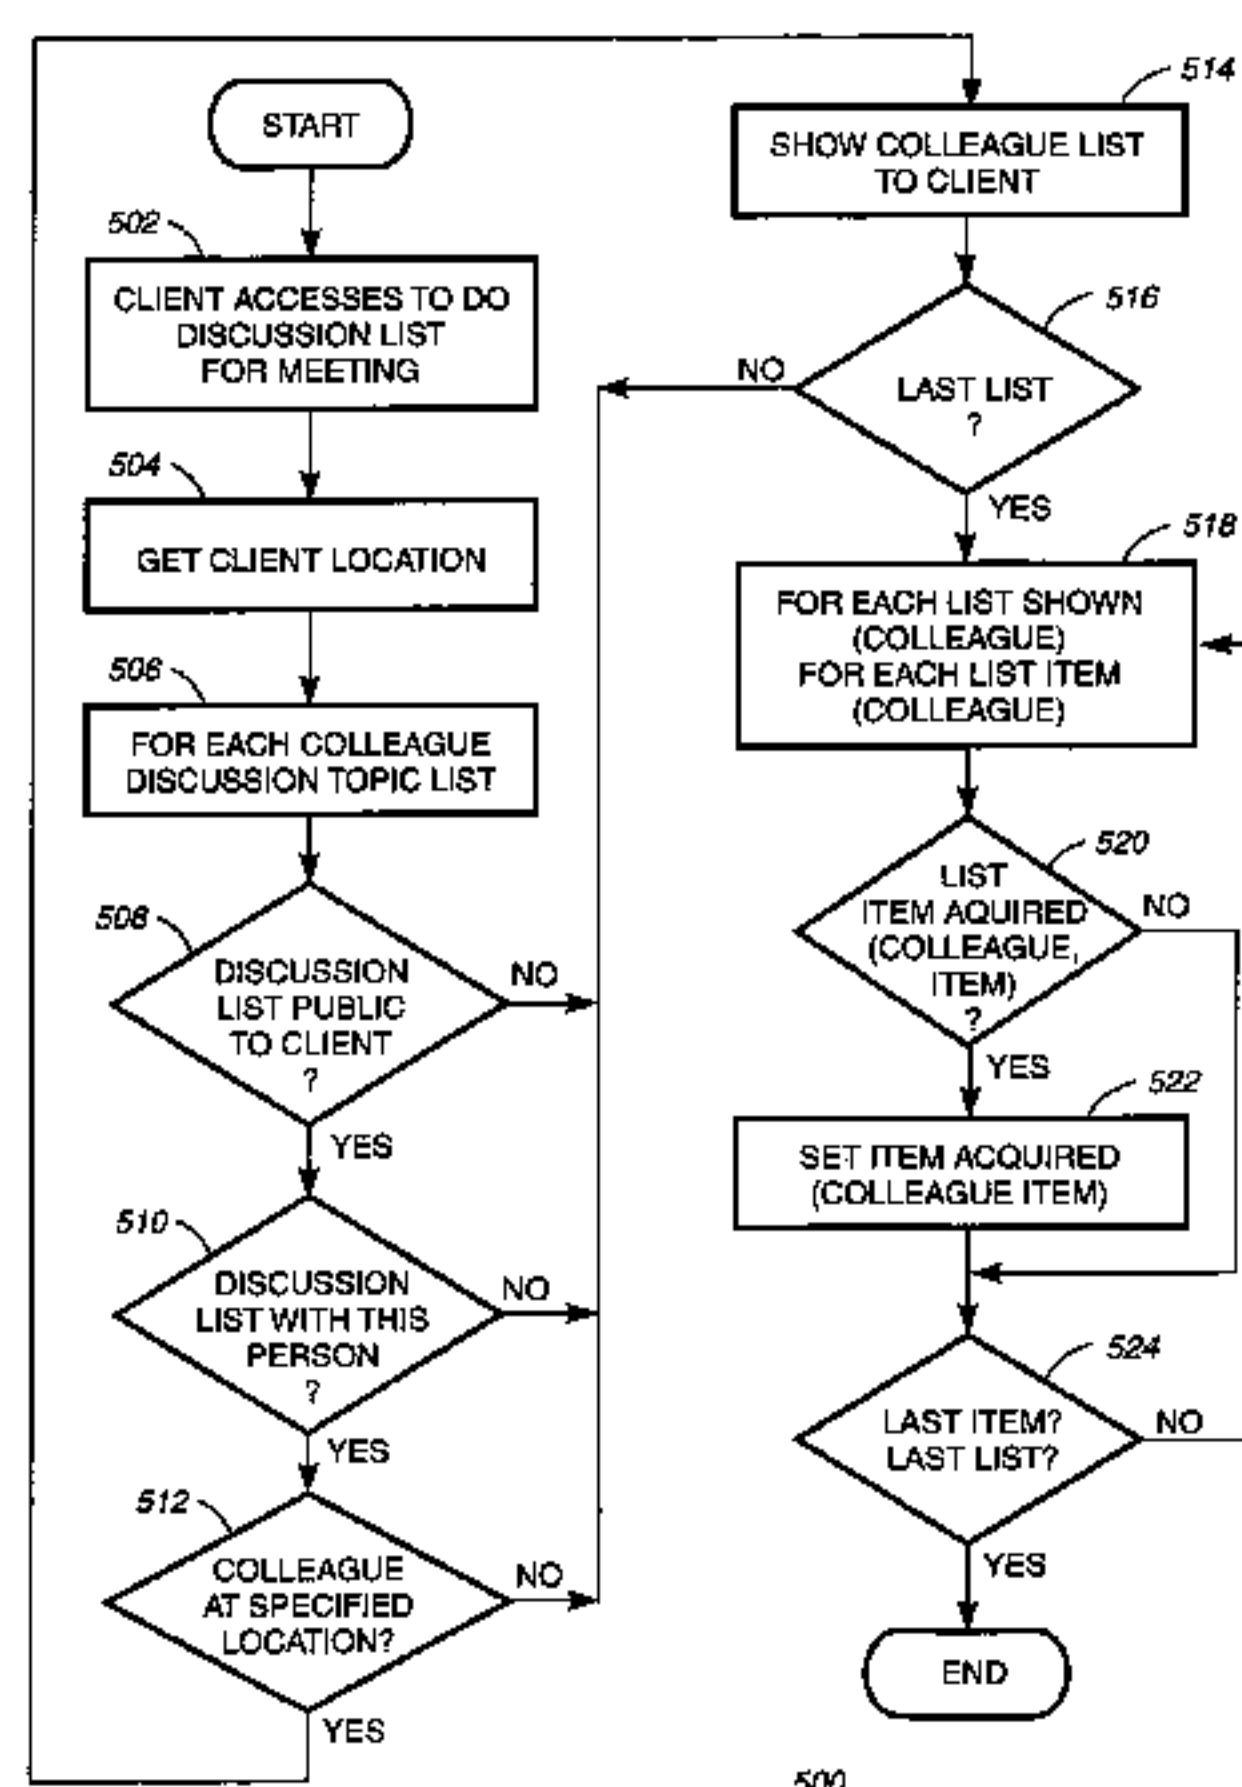 START
502
CLIENT ACCESSES TO DO
DISCUSSION LIST
FOR MEETING
504
GET CLIENT LOCATION
506
FOR EACH COLLEAGUE
DISCUSSION TOPIC LIST
508
DISCUSSION
LIST PUBLIC
TO CLIENT
?
NO
YES
510
DISCUSSION
LIST WITH THIS
PERSON
?
NO
YES
512
COLLEAGUE
AT SPECIFIED
LOCATION?
NO
YES
514
SHOW COLLEAGUE LIST
TO CLIENT
516
LAST LIST
?
NO
YES
518
FOR EACH LIST SHOWN
(COLLEAGUE)
FOR EACH LIST ITEM
(COLLEAGUE)
520
LIST
ITEM AQUIRED
(COLLEAGUE,
ITEM)
?
NO
YES
522
SET ITEM ACQUIRED
(COLLEAGUE ITEM)
524
LAST ITEM?
LAST LIST?
NO
YES
END
500